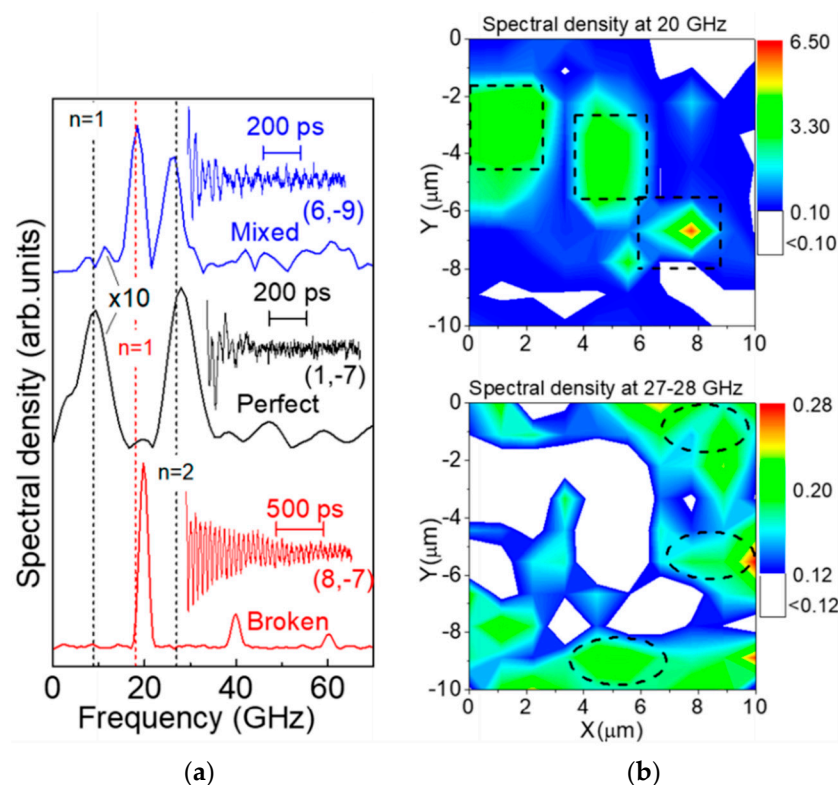 Spectral density (arb.units)
n=1
200 ps
(6,-9)
Mixed
x10
n=1
200 ps
(1,-7)
Perfect
n=2
500 ps
(8,-7)
Broken
0 20 40 60
Frequency (GHz)
(a)
Spectral density at 20 GHz
Y (μm)
0
-2
-4
-6
-8
-10
0 2 4 6 8 10
6.50
3.30
0.10
<0.10
Spectral density at 27-28 GHz
Y(μm)
0
-2
-4
-6
-8
-10
0 2 4 6 8 10
X(μm)
0.28
0.20
0.12
<0.12
(b)